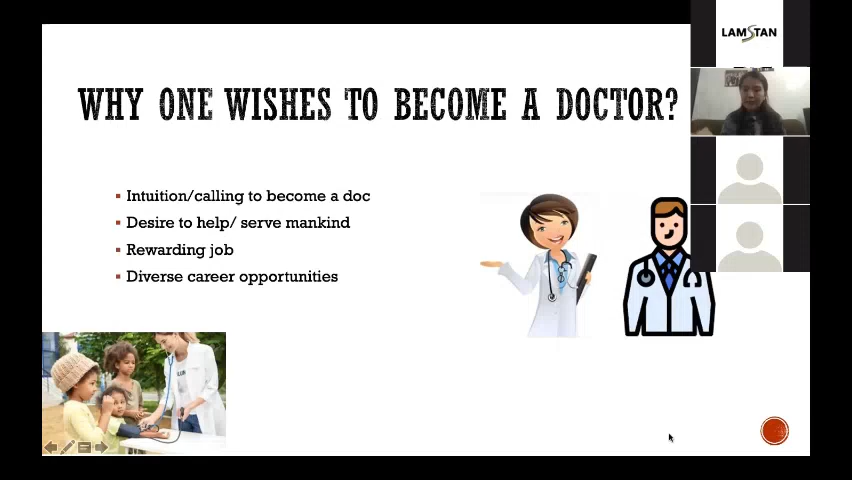 LAMSTAN
WHY ONE WISHES TO BECOME A DOCTOR?
▪ Intuition/calling to become a doc
▪ Desire to help/ serve mankind
▪ Rewarding job
▪ Diverse career opportunities